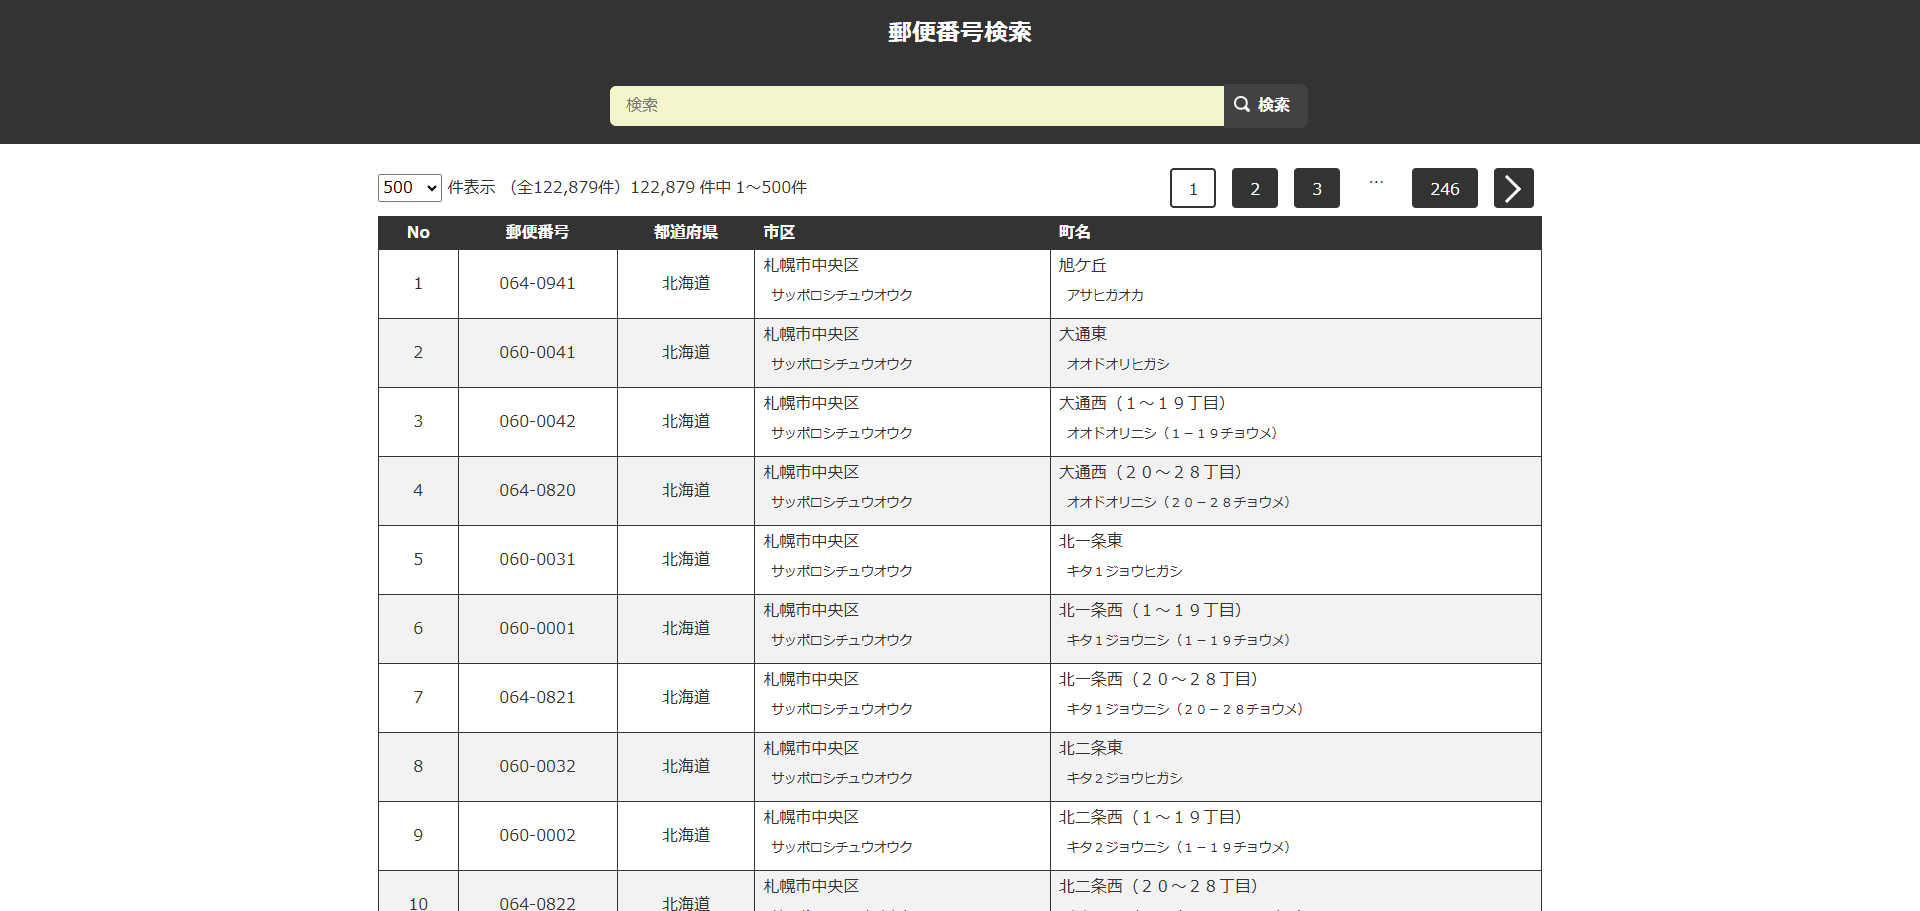 郵便番号検索
検索 検索
500 件表示 （全122,879件）122,879 件中 1～500件 1 2 3 … 246
No 郵便番号 都道府県 市区 町名
1 064-0941 北海道 札幌市中央区 旭ケ丘
サッポロシチュウオウク アサヒガオカ
2 060-0041 北海道 札幌市中央区 大通東
サッポロシチュウオウク オオドオリヒガシ
3 060-0042 北海道 札幌市中央区 大通西（１～１９丁目）
サッポロシチュウオウク オオドオリニシ（１－１９チョウメ）
4 064-0820 北海道 札幌市中央区 大通西（２０～２８丁目）
サッポロシチュウオウク オオドオリニシ（２０－２８チョウメ）
5 060-0031 北海道 札幌市中央区 北一条東
サッポロシチュウオウク キタ１ジョウヒガシ
6 060-0001 北海道 札幌市中央区 北一条西（１～１９丁目）
サッポロシチュウオウク キタ１ジョウニシ（１－１９チョウメ）
7 064-0821 北海道 札幌市中央区 北一条西（２０～２８丁目）
サッポロシチュウオウク キタ１ジョウニシ（２０－２８チョウメ）
8 060-0032 北海道 札幌市中央区 北二条東
サッポロシチュウオウク キタ２ジョウヒガシ
9 060-0002 北海道 札幌市中央区 北二条西（１～１９丁目）
サッポロシチュウオウク キタ２ジョウニシ（１－１９チョウメ）
10 064-0822 北海道 札幌市中央区 北二条西（２０～２８丁目）